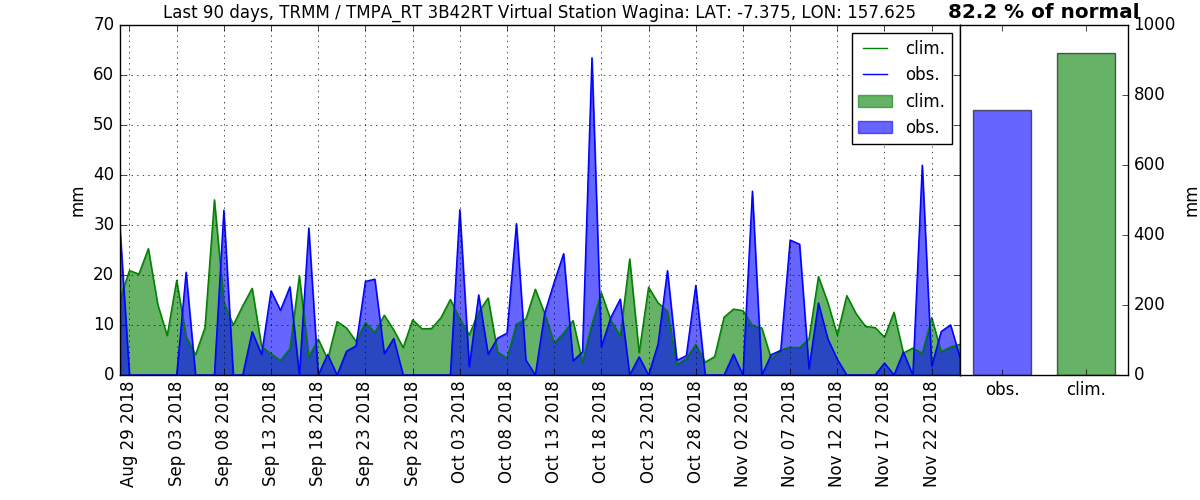 Last 90 days, TRMM / TMPA_RT 3B42RT Virtual Station Wagina: LAT: -7.375, LON: 157.625
82.2 % of normal
70
60
50
40
30
20
10
0
mm
clim.
obs.
clim.
obs.
Aug 29 2018
Sep 03 2018
Sep 08 2018
Sep 13 2018
Sep 18 2018
Sep 23 2018
Sep 28 2018
Oct 03 2018
Oct 08 2018
Oct 13 2018
Oct 18 2018
Oct 23 2018
Oct 28 2018
Nov 02 2018
Nov 07 2018
Nov 12 2018
Nov 17 2018
Nov 22 2018
1000
800
600
400
200
0
mm
obs.
clim.